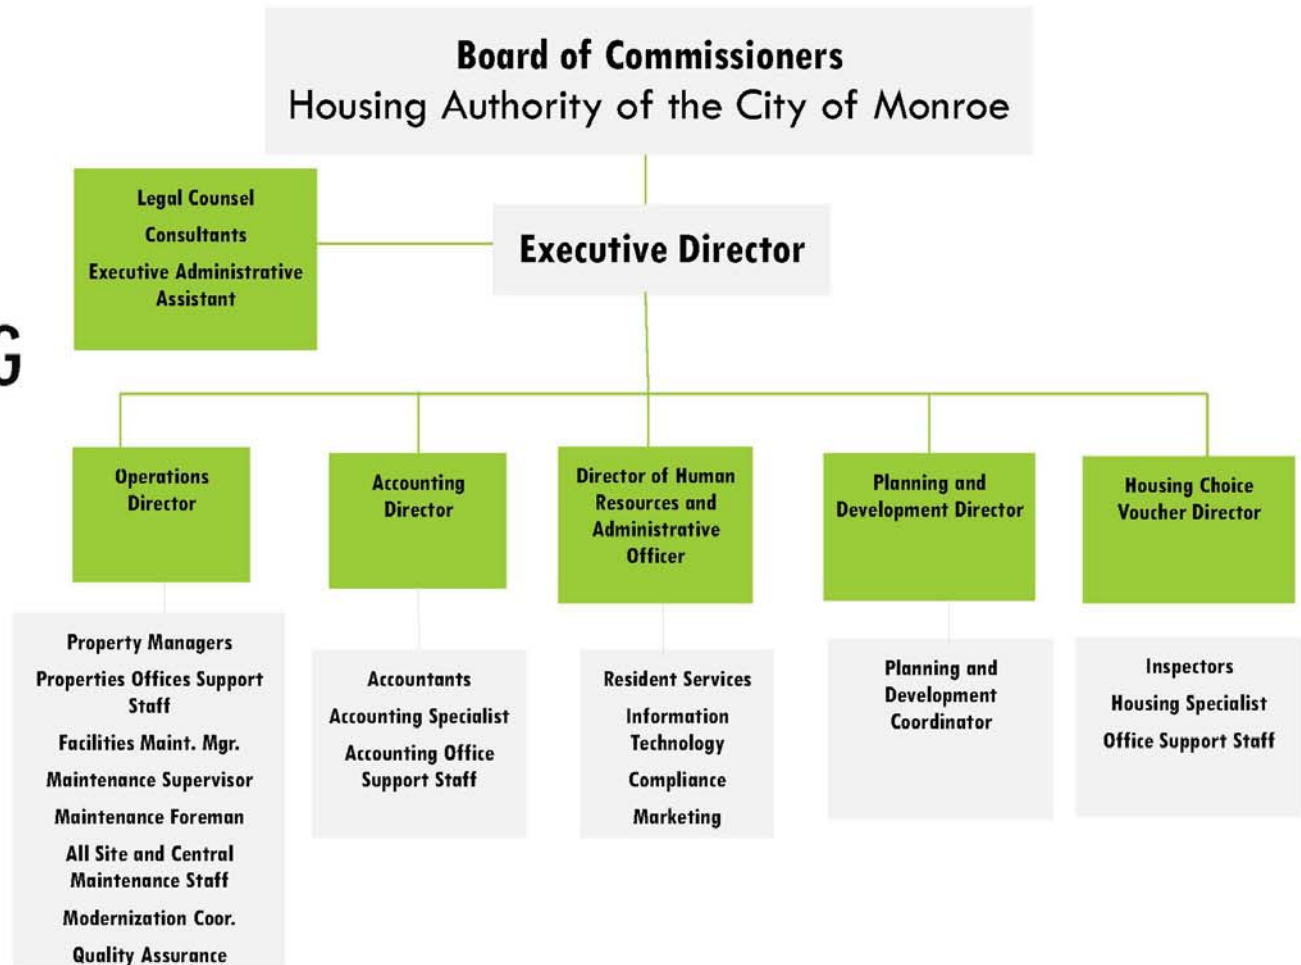 Board of Commissioners
Housing Authority of the City of Monroe
Legal Counsel
Consultants
Executive Administrative
Assistant
Executive Director
G
Operations
Director
Accounting
Director
Director of Human
Resources and
Administrative
Officer
Planning and
Development Director
Housing Choice
Voucher Director
Property Managers
Properties Offices Support
Staff
Facilities Maint. Mgr.
Maintenance Supervisor
Maintenance Foreman
All Site and Central
Maintenance Staff
Modernization Coor.
Quality Assurance
Accountants
Accounting Specialist
Accounting Office
Support Staff
Resident Services
Information
Technology
Compliance
Marketing
Planning and
Development
Coordinator
Inspectors
Housing Specialist
Office Support Staff